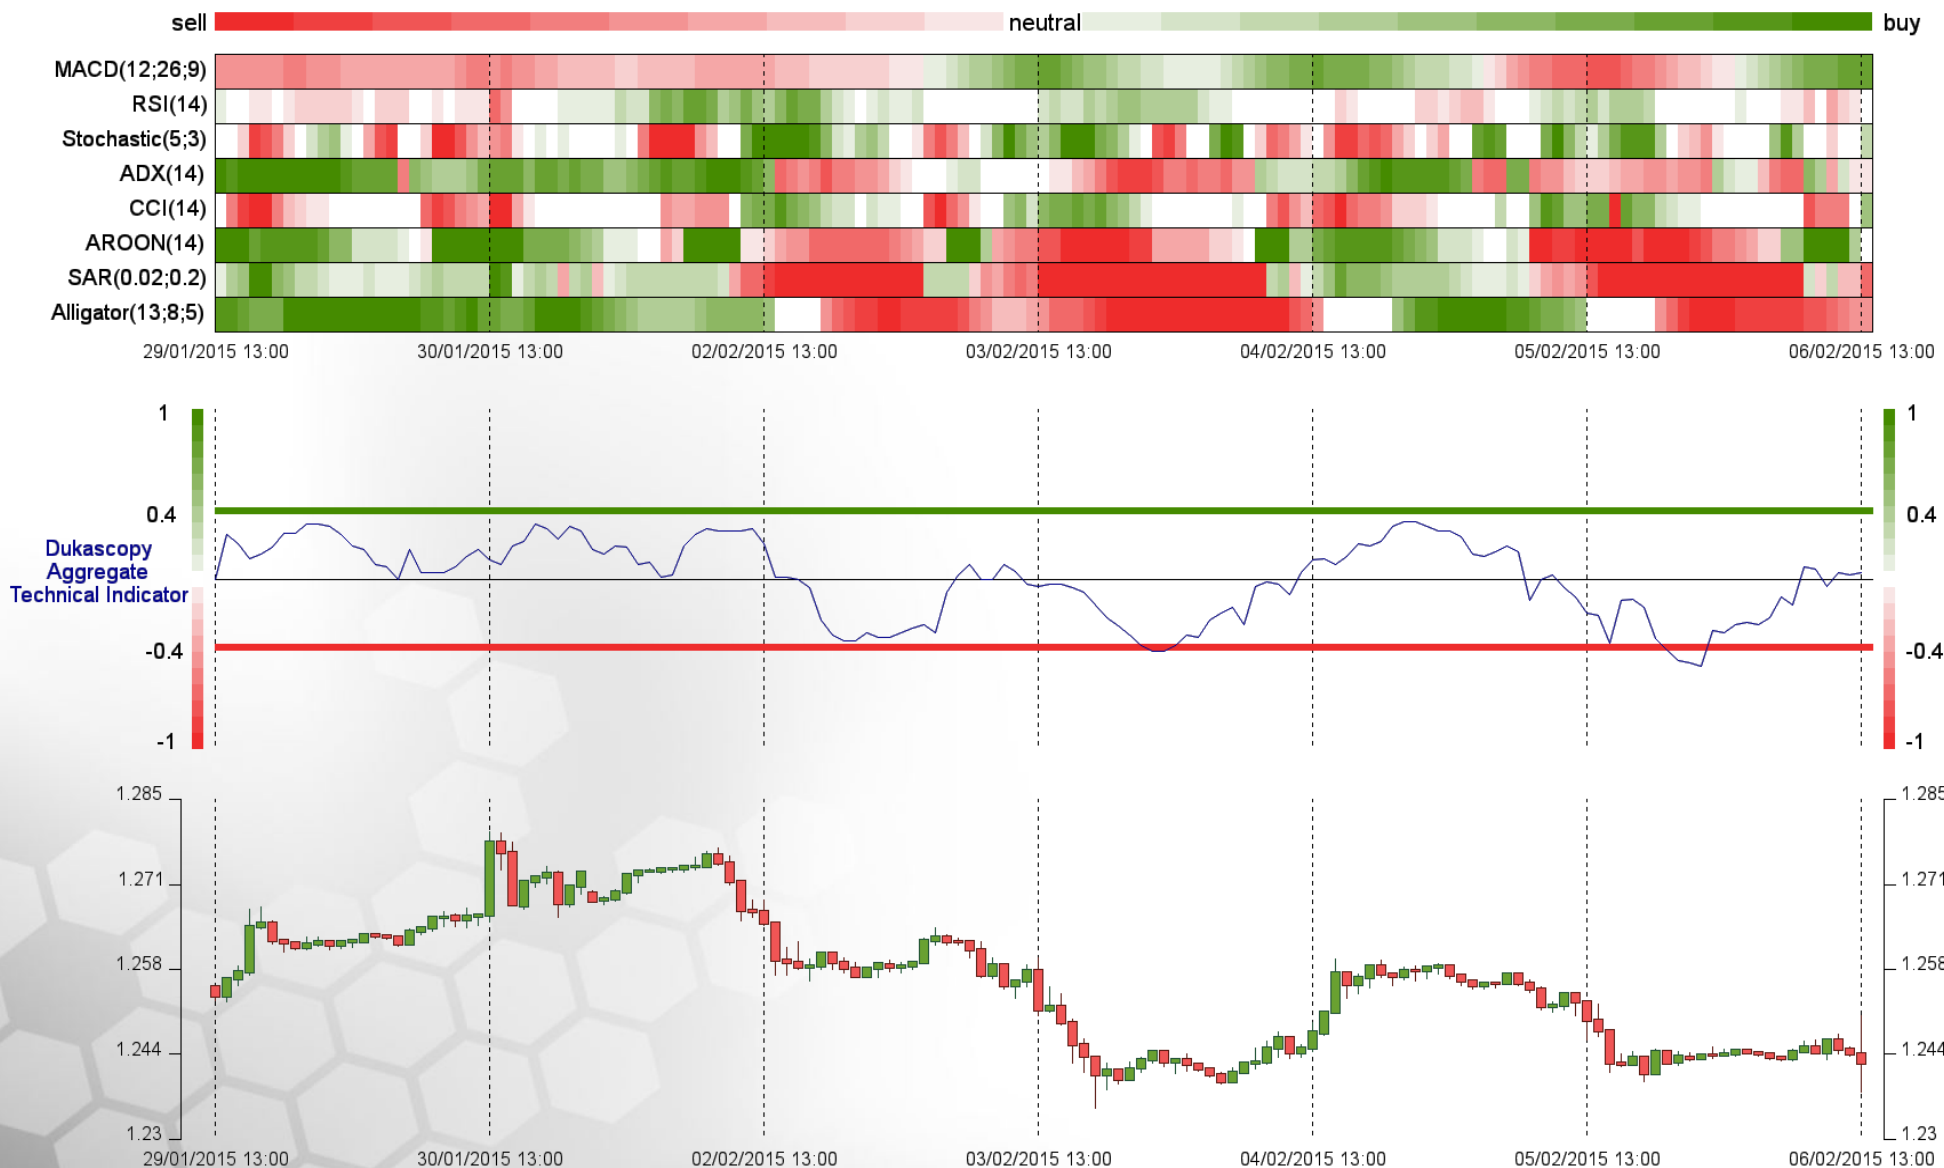 sell neutral buy
MACD(12;26;9)
RSI(14)
Stochastic(5;3)
ADX(14)
CCI(14)
AROON(14)
SAR(0.02;0.2)
Alligator(13;8;5)
29/01/2015 13:00 30/01/2015 13:00 02/02/2015 13:00 03/02/2015 13:00 04/02/2015 13:00 05/02/2015 13:00 06/02/2015 13:00
1 1
0.4 0.4
Dukascopy
Aggregate
Technical Indicator
-0.4 -0.4
-1 -1
1.285 1.285
1.271 1.271
1.258 1.258
1.244 1.244
1.23 1.23
29/01/2015 13:00 30/01/2015 13:00 02/02/2015 13:00 03/02/2015 13:00 04/02/2015 13:00 05/02/2015 13:00 06/02/2015 13:00